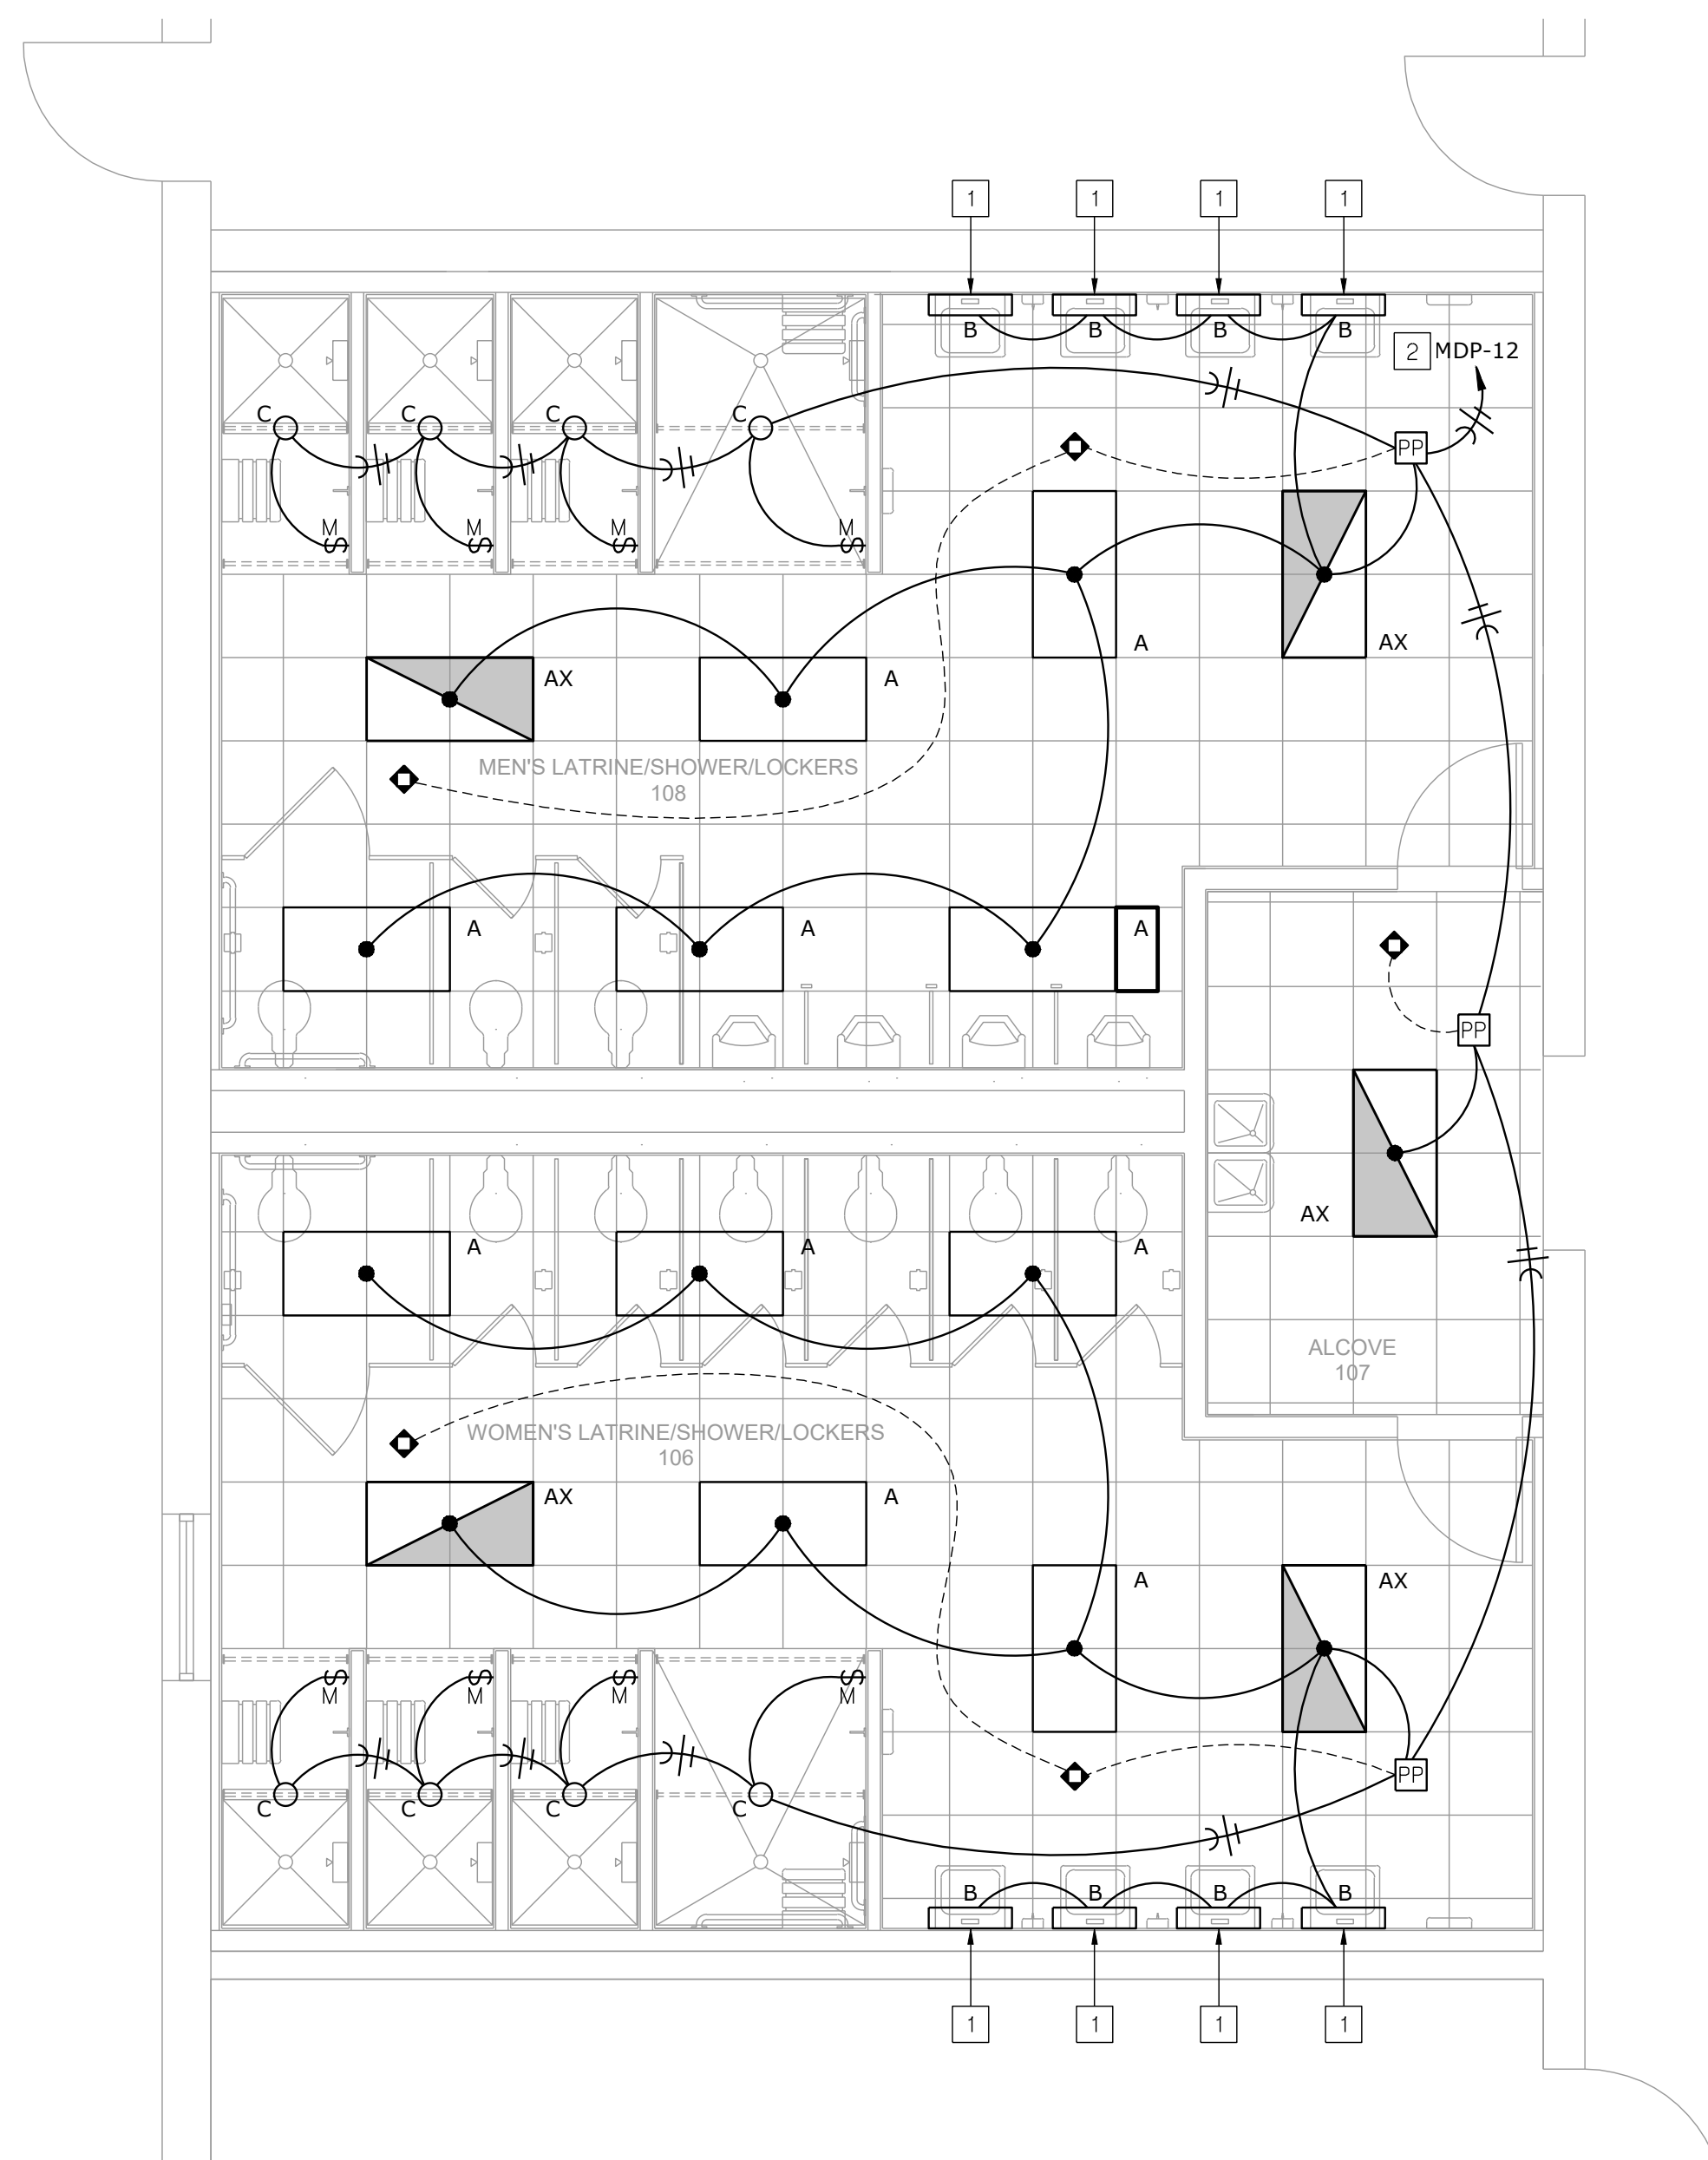 1 1 1 1
B B B B
2 MDP-12
C C C C
PP
M$ M$ M$ M$
A AX
AX A
MEN'S LATRINE/SHOWER/LOCKERS
108
A A A
PP
AX
A A A
ALCOVE
107
WOMEN'S LATRINE/SHOWER/LOCKERS
106
AX A
A AX
$M $M $M $M
PP
C C C C
B B B B
1 1 1 1